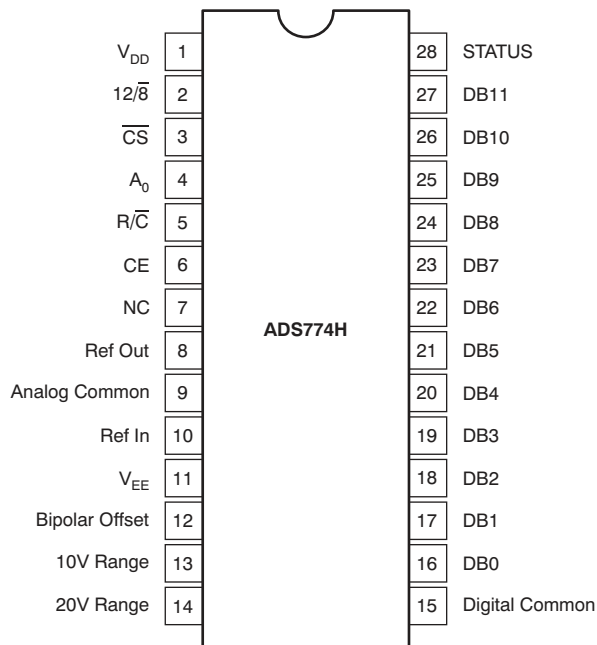 V_DD 1 28 STATUS
12/8̅ 2 27 DB11
C̅S̅ 3 26 DB10
A_0 4 25 DB9
R/C̅ 5 24 DB8
CE 6 23 DB7
NC 7 22 DB6
ADS774H
Ref Out 8 21 DB5
Analog Common 9 20 DB4
Ref In 10 19 DB3
V_EE 11 18 DB2
Bipolar Offset 12 17 DB1
10V Range 13 16 DB0
20V Range 14 15 Digital Common